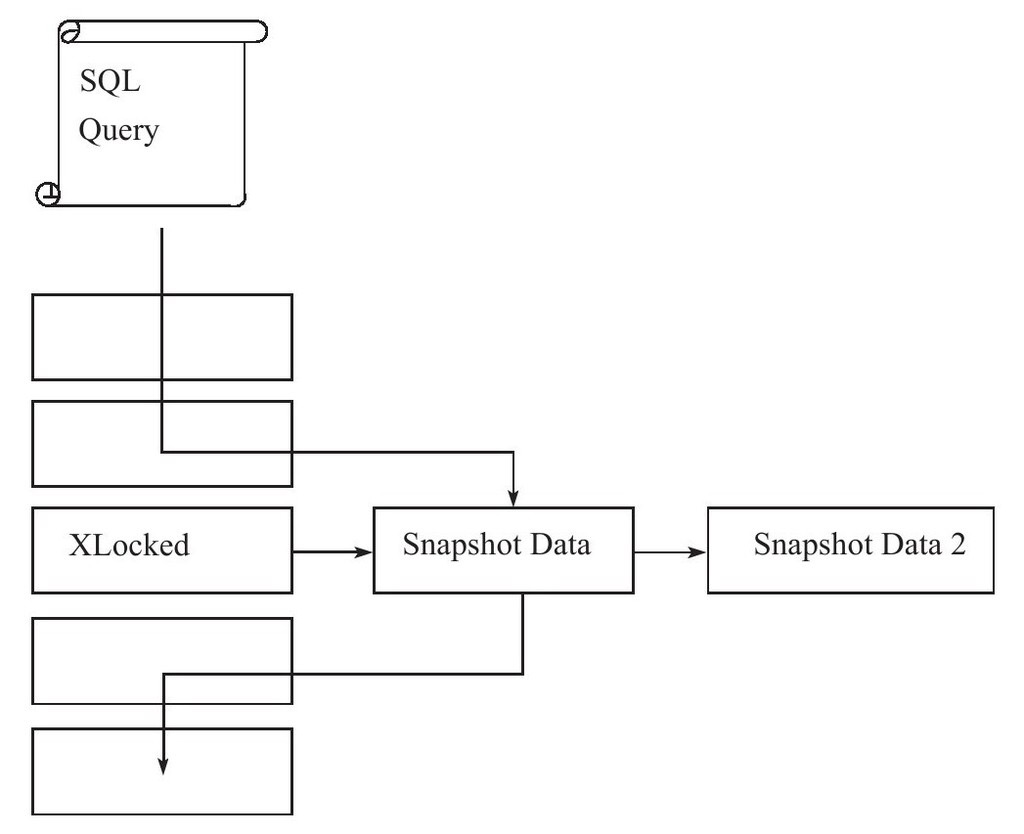 SQL
Query
XLocked
Snapshot Data
Snapshot Data 2